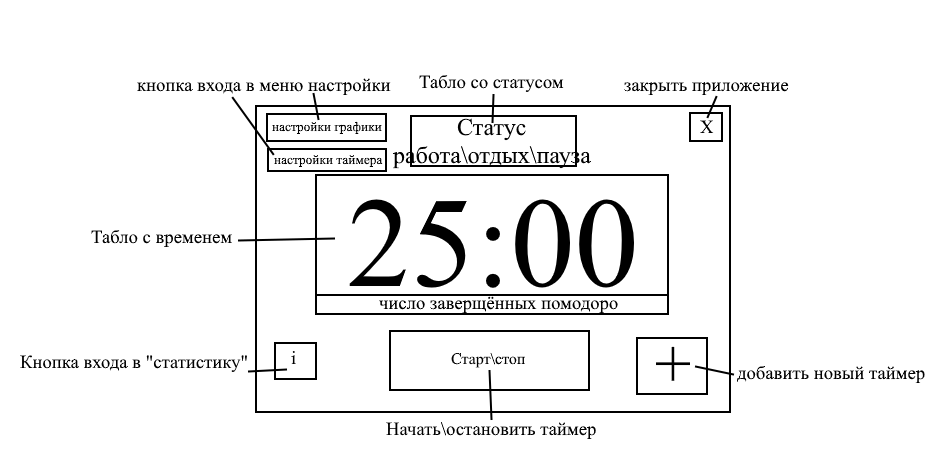 кнопка входа в меню настройки
Табло со статусом
закрыть приложение
настройки графики
Статус
X
настройки таймера
работа\отдых\пауза
25:00
Табло с временем
число заверщённых помодоро
Кнопка входа в "статистику"
i
Старт\стоп
+
добавить новый таймер
Начать\остановить таймер